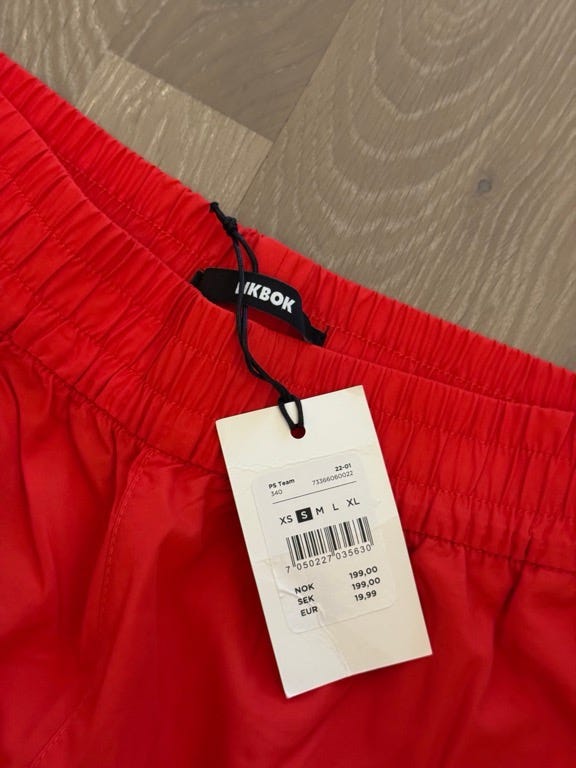 BIKBOK
22-01
PS Team
340 73366060022
XS S M L XL
7 050227 035630
NOK 199,00
SEK 199,00
EUR 19,99